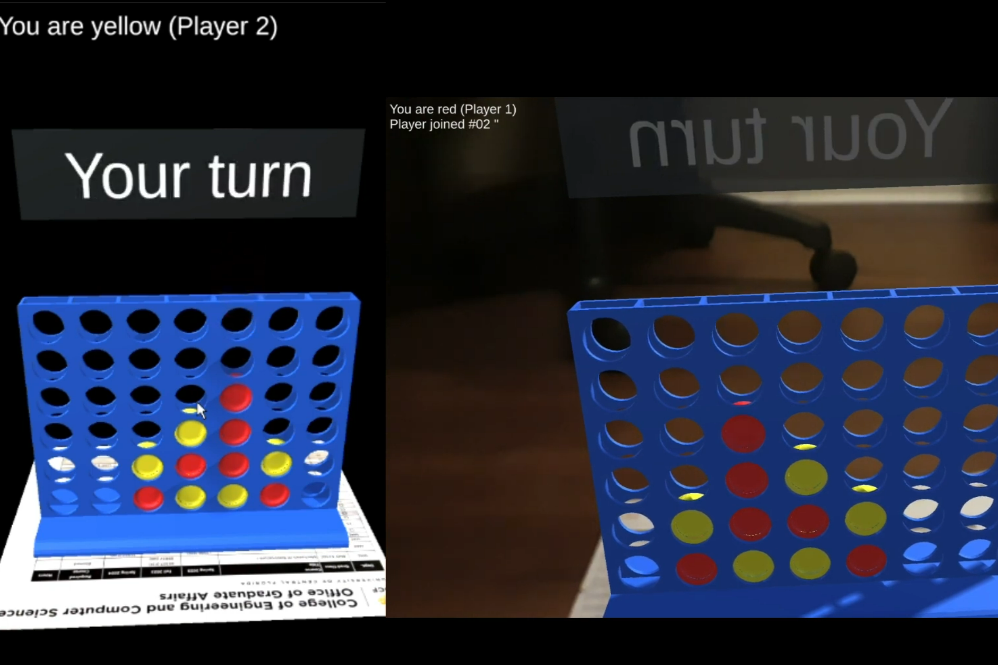 You are yellow (Player 2)
Your turn
You are red (Player 1)
Player joined #02 "
Your turn
College of Engineering and Computer Science
Office of Graduate Affairs